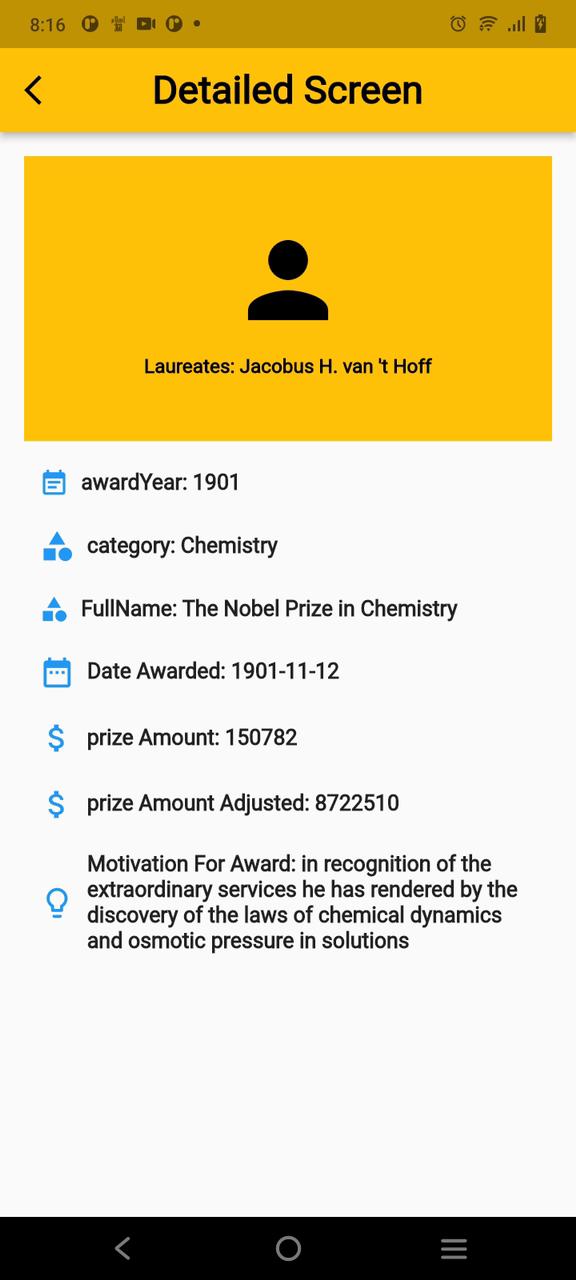 8:16
Detailed Screen
Laureates: Jacobus H. van 't Hoff
awardYear: 1901
category: Chemistry
FullName: The Nobel Prize in Chemistry
Date Awarded: 1901-11-12
prize Amount: 150782
prize Amount Adjusted: 8722510
Motivation For Award: in recognition of the
extraordinary services he has rendered by the
discovery of the laws of chemical dynamics
and osmotic pressure in solutions